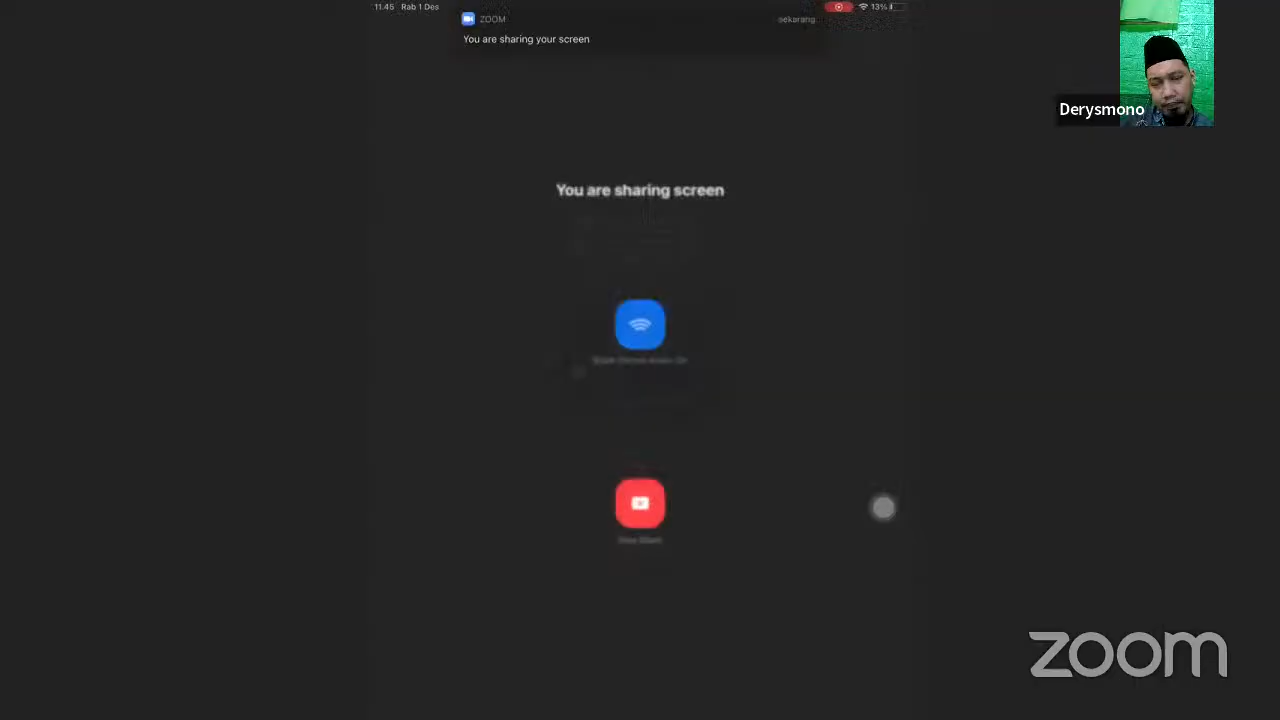 11.45 Rab 1 Des
13%
ZOOM
sekarang
You are sharing your screen
Derysmono
You are sharing screen
zoom